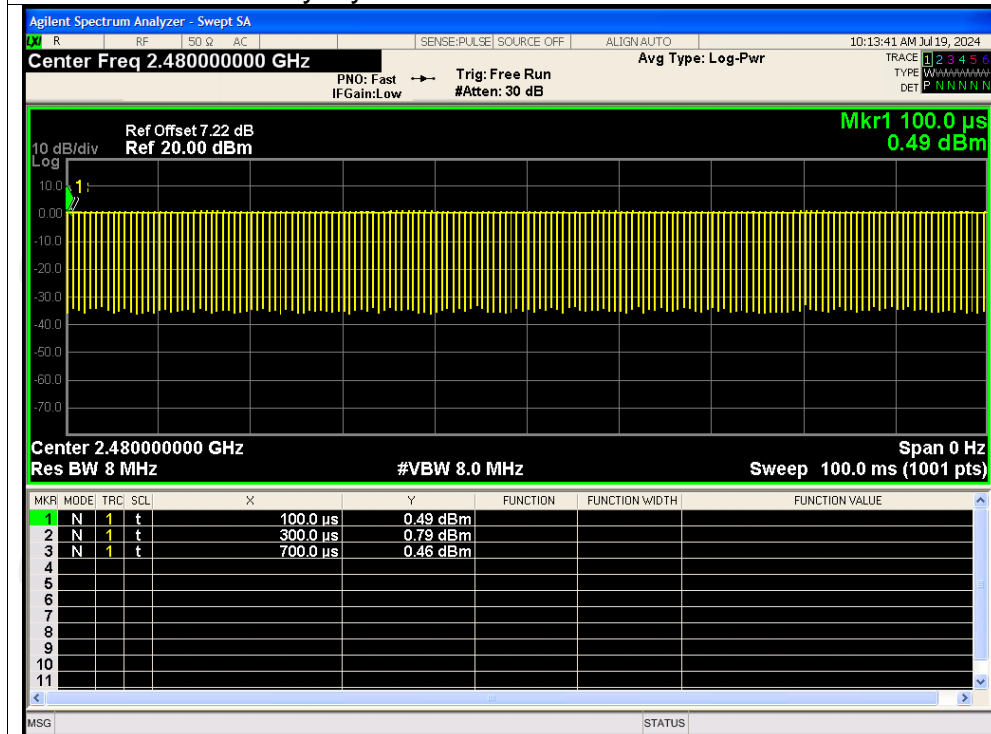 Agilent Spectrum Analyzer - Swept SA
LXI R RF 50 Ω AC SENSE:PULSE SOURCE OFF ALIGN AUTO 10:13:41 AM Jul 19, 2024
Center Freq 2.480000000 GHz Avg Type: Log-Pwr TRACE 1 2 3 4 5 6
PNO: Fast Trig: Free Run TYPE W
IFGain:Low #Atten: 30 dB DET P N N N N N
Mkr1 100.0 µs
Ref Offset 7.22 dB
10 dB/div Ref 20.00 dBm 0.49 dBm
Log
10.0
1
0.00
-10.0
-20.0
-30.0
-40.0
-50.0
-60.0
-70.0
Center 2.480000000 GHz Span 0 Hz
Res BW 8 MHz #VBW 8.0 MHz Sweep 100.0 ms (1001 pts)
MKR MODE TRC SCL X Y FUNCTION FUNCTION WIDTH FUNCTION VALUE
1 N 1 t 100.0 µs 0.49 dBm
2 N 1 t 300.0 µs 0.79 dBm
3 N 1 t 700.0 µs 0.46 dBm
4
5
6
7
8
9
10
11
MSG STATUS